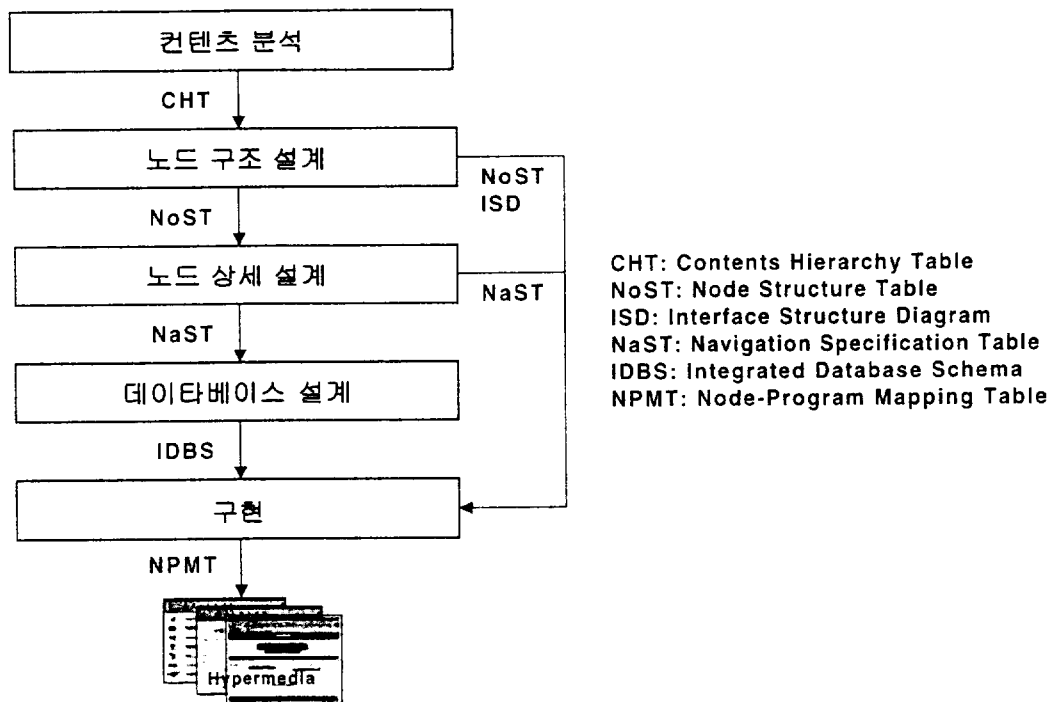 컨텐츠 분석
CHT
노드 구조 설계
NoST
ISD
NoST
노드 상세 설계
NaST
NaST
데이타베이스 설계
IDBS
구현
NPMT
Hypermedia
CHT: Contents Hierarchy Table
NoST: Node Structure Table
ISD: Interface Structure Diagram
NaST: Navigation Specification Table
IDBS: Integrated Database Schema
NPMT: Node-Program Mapping Table